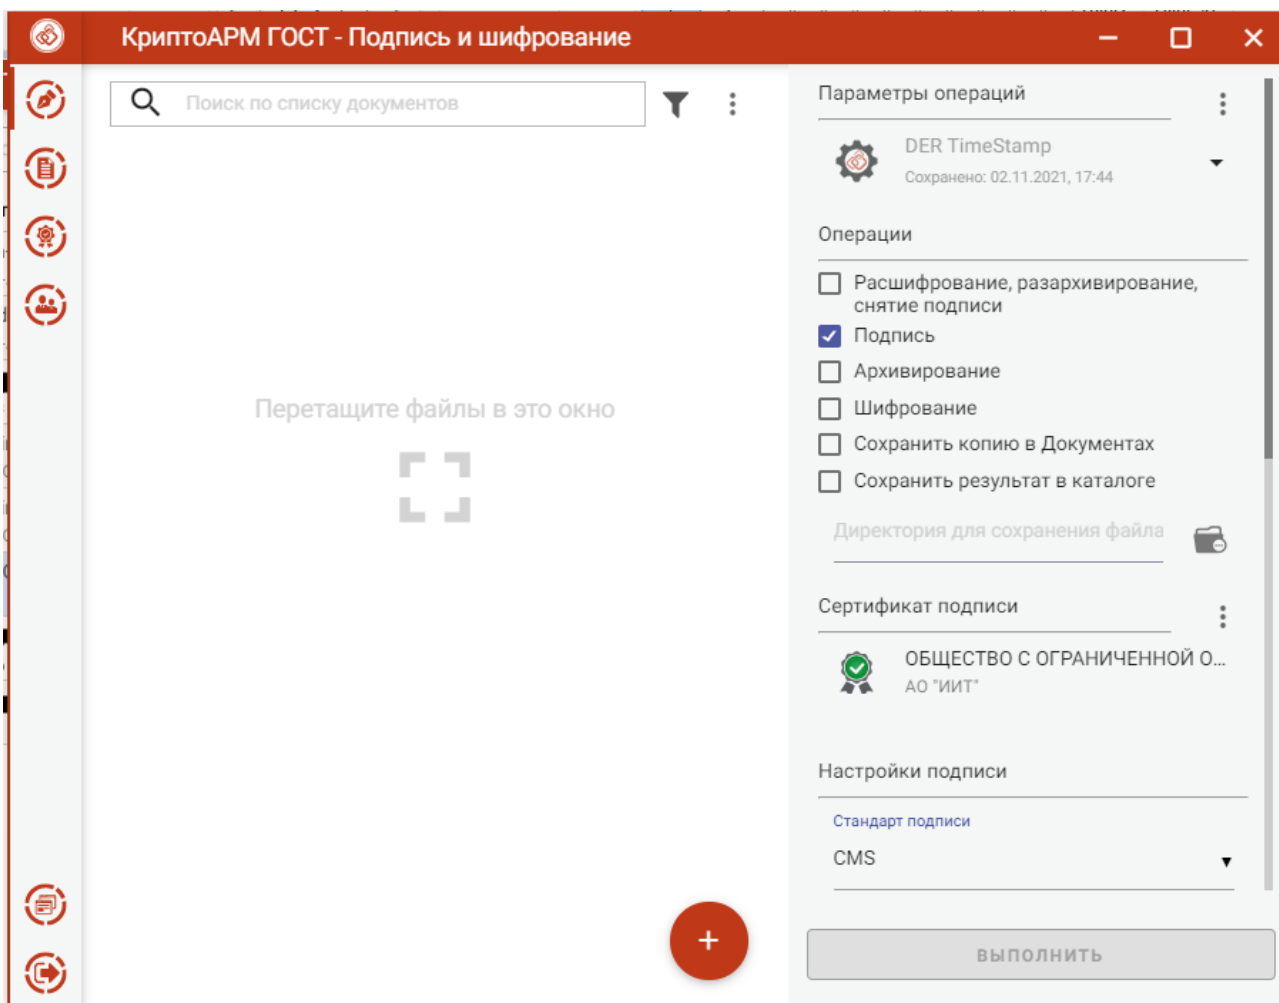 КриптоАРМ ГОСТ - Подпись и шифрование
Поиск по списку документов
Перетащите файлы в это окно
+
Параметры операций
DER TimeStamp
Сохранено: 02.11.2021, 17:44
Операции
Расшифрование, разархивирование,
снятие подписи
Подпись
Архивирование
Шифрование
Сохранить копию в Документах
Сохранить результат в каталоге
Директория для сохранения файла
Сертификат подписи
ОБЩЕСТВО С ОГРАНИЧЕННОЙ О...
АО "ИИТ"
Настройки подписи
Стандарт подписи
CMS
ВЫПОЛНИТЬ